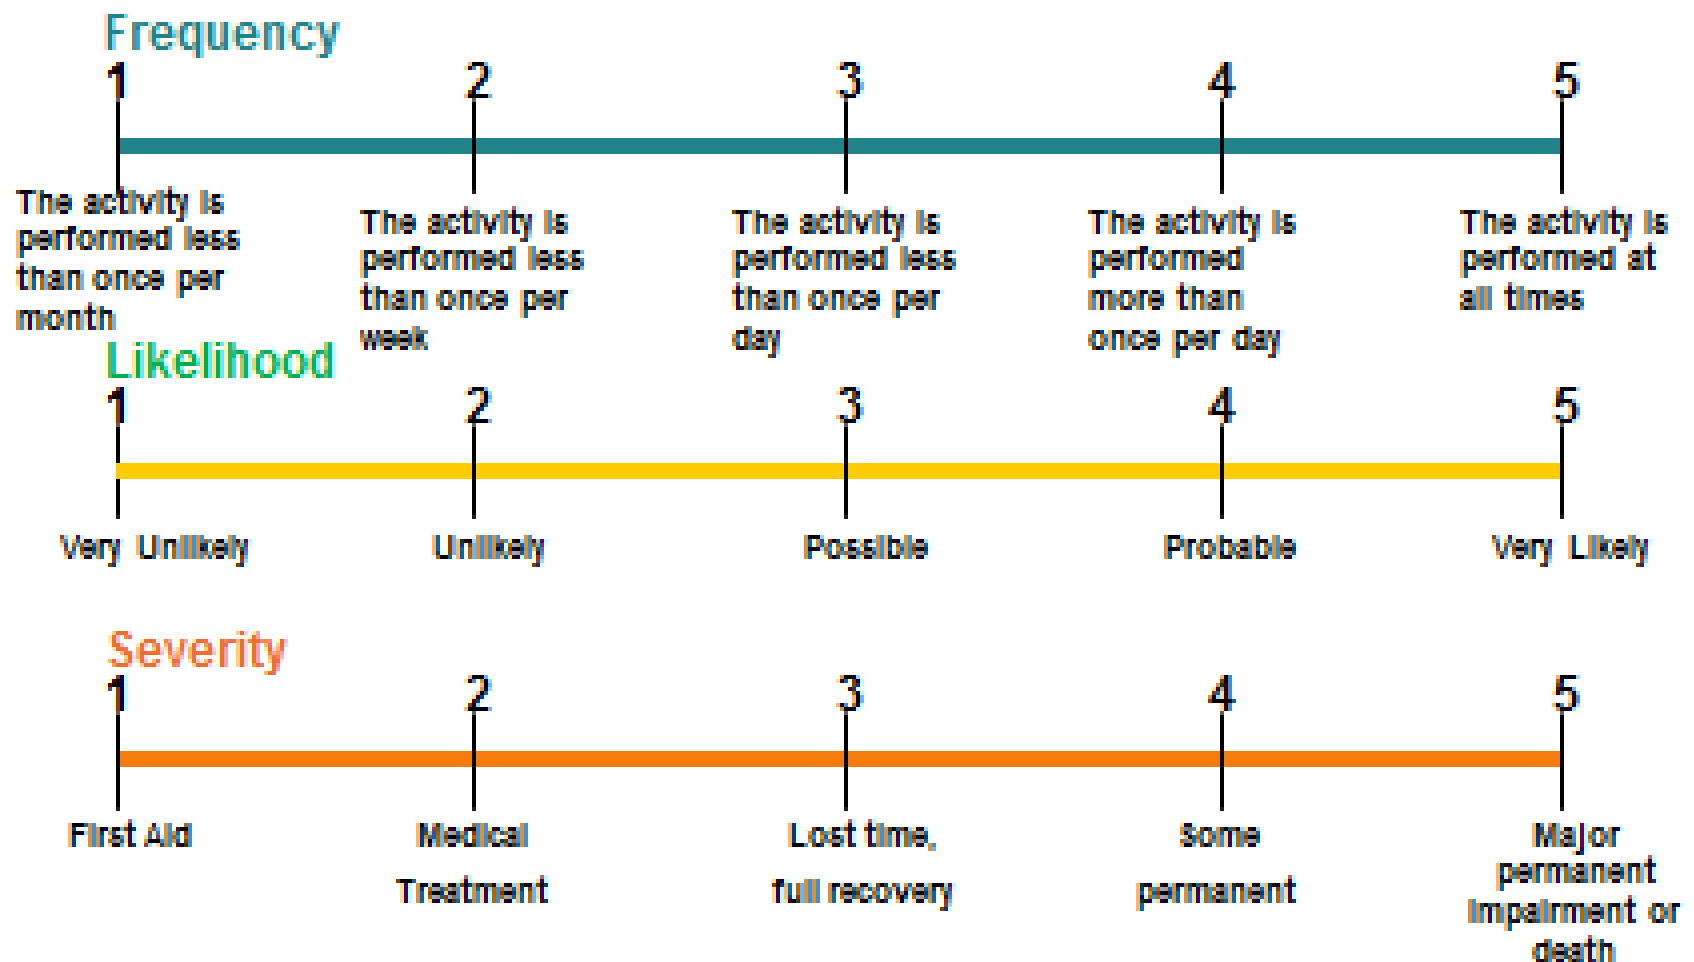 Frequency
1 2 3 4 5
The activity is
performed less
than once per
month
The activity is
performed less
than once per
week
The activity is
performed less
than once per
day
The activity is
performed
more than
once per day
The activity is
performed at
all times
Likelihood
1 2 3 4 5
Very Unlikely
Unlikely
Possible
Probable
Very Likely
Severity
1 2 3 4 5
First Aid
Medical
Treatment
Lost time,
full recovery
Some
permanent
Major
permanent
Impairment or
death